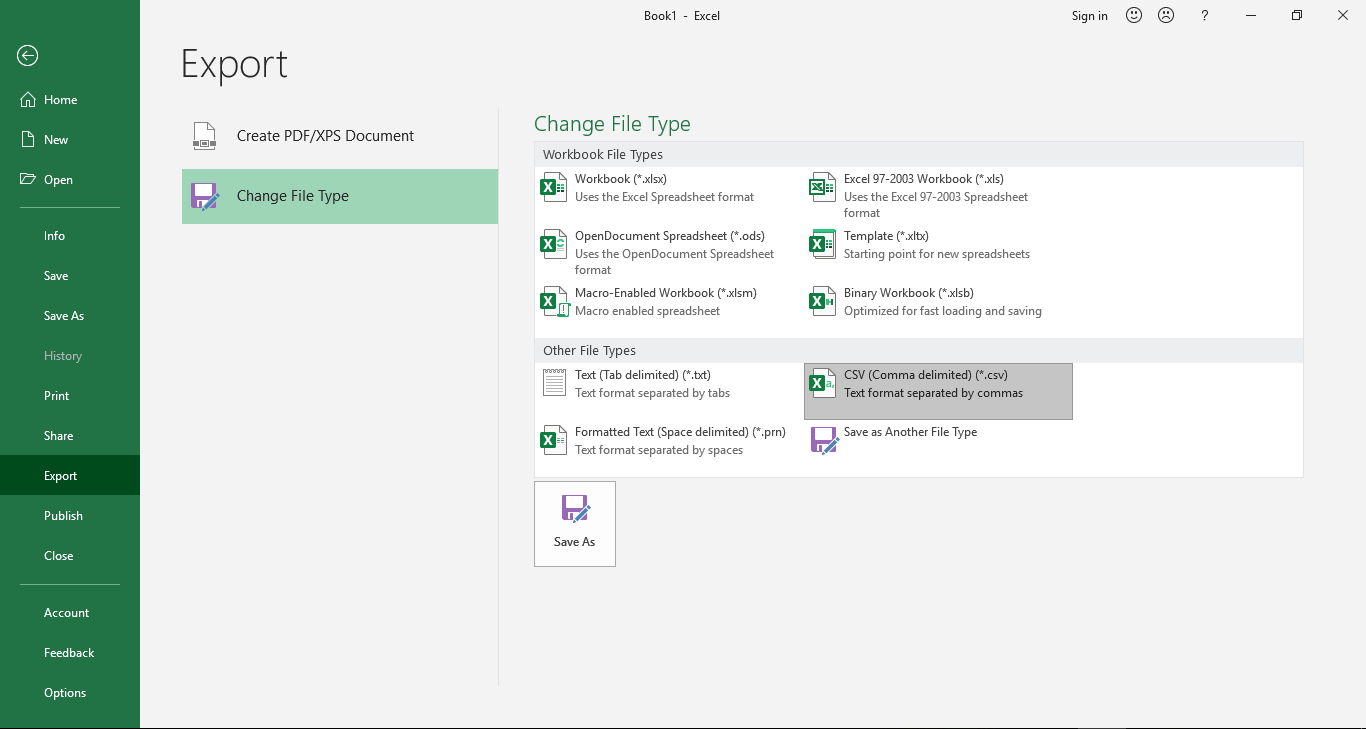 Book1 - Excel
Sign in
?
Export
Home
New
Open
Info
Save
Save As
History
Print
Share
Export
Publish
Close
Account
Feedback
Options
Create PDF/XPS Document
Change File Type
Change File Type
Workbook File Types
Workbook (*.xlsx)
Uses the Excel Spreadsheet format
Excel 97-2003 Workbook (*.xls)
Uses the Excel 97-2003 Spreadsheet
format
OpenDocument Spreadsheet (*.ods)
Uses the OpenDocument Spreadsheet
format
Template (*.xltx)
Starting point for new spreadsheets
Macro-Enabled Workbook (*.xlsm)
Macro enabled spreadsheet
Binary Workbook (*.xlsb)
Optimized for fast loading and saving
Other File Types
Text (Tab delimited) (*.txt)
Text format separated by tabs
CSV (Comma delimited) (*.csv)
Text format separated by commas
Formatted Text (Space delimited) (*.prn)
Text format separated by spaces
Save as Another File Type
Save As